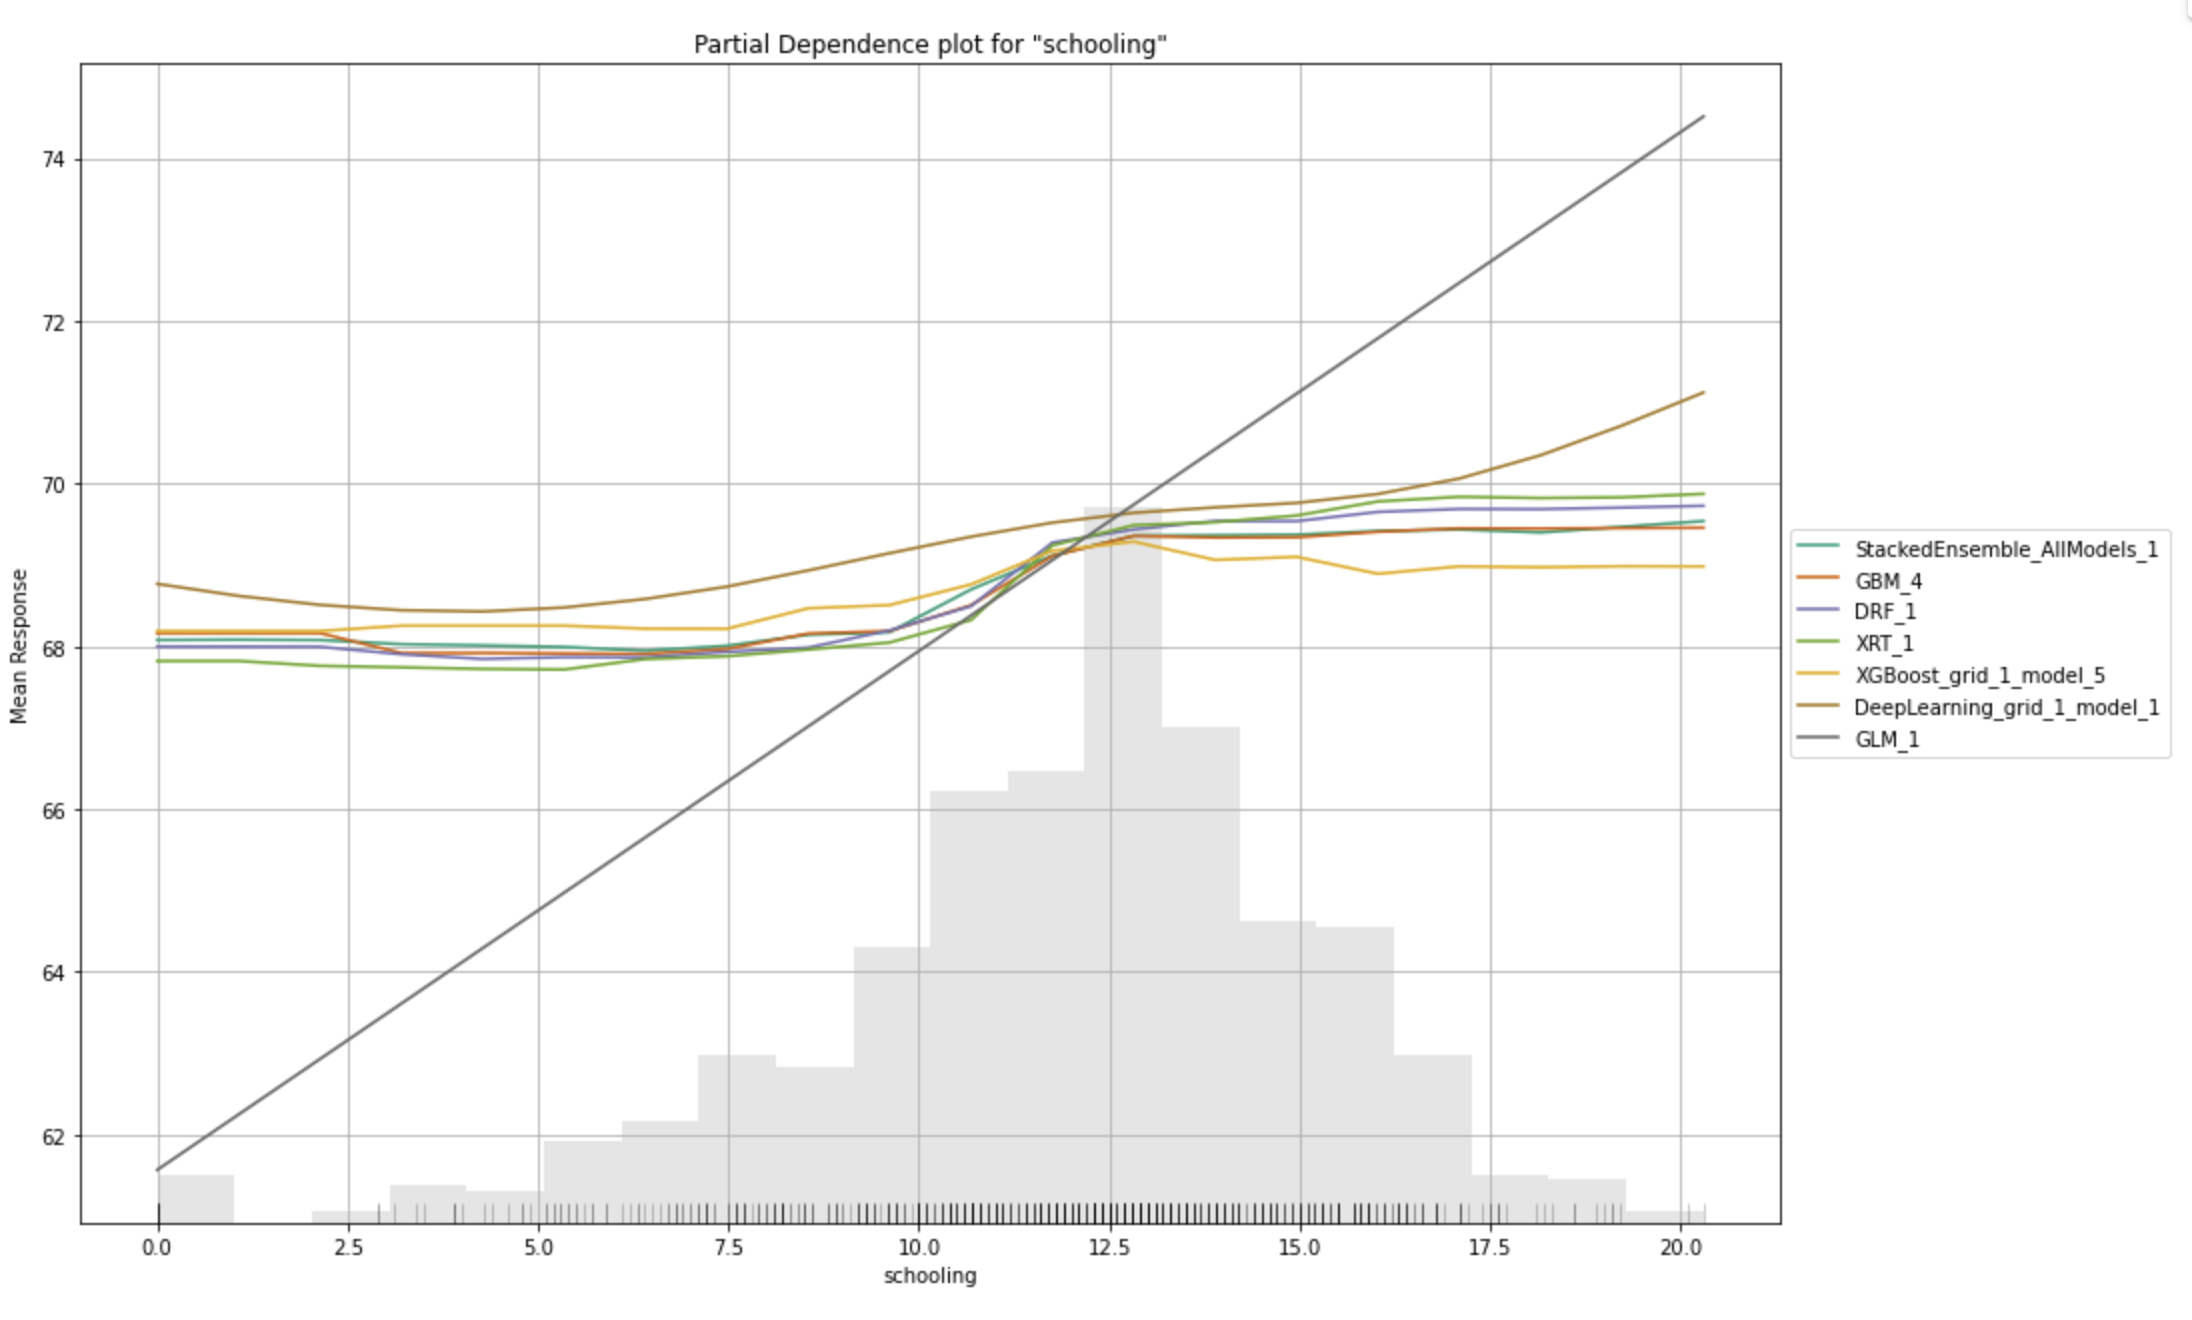 Partial Dependence plot for "schooling"
74
72
70
68
66
64
62
Mean Response
0.0 2.5 5.0 7.5 10.0 12.5 15.0 17.5 20.0
schooling
StackedEnsemble_AllModels_1
GBM_4
DRF_1
XRT_1
XGBoost_grid_1_model_5
DeepLearning_grid_1_model_1
GLM_1